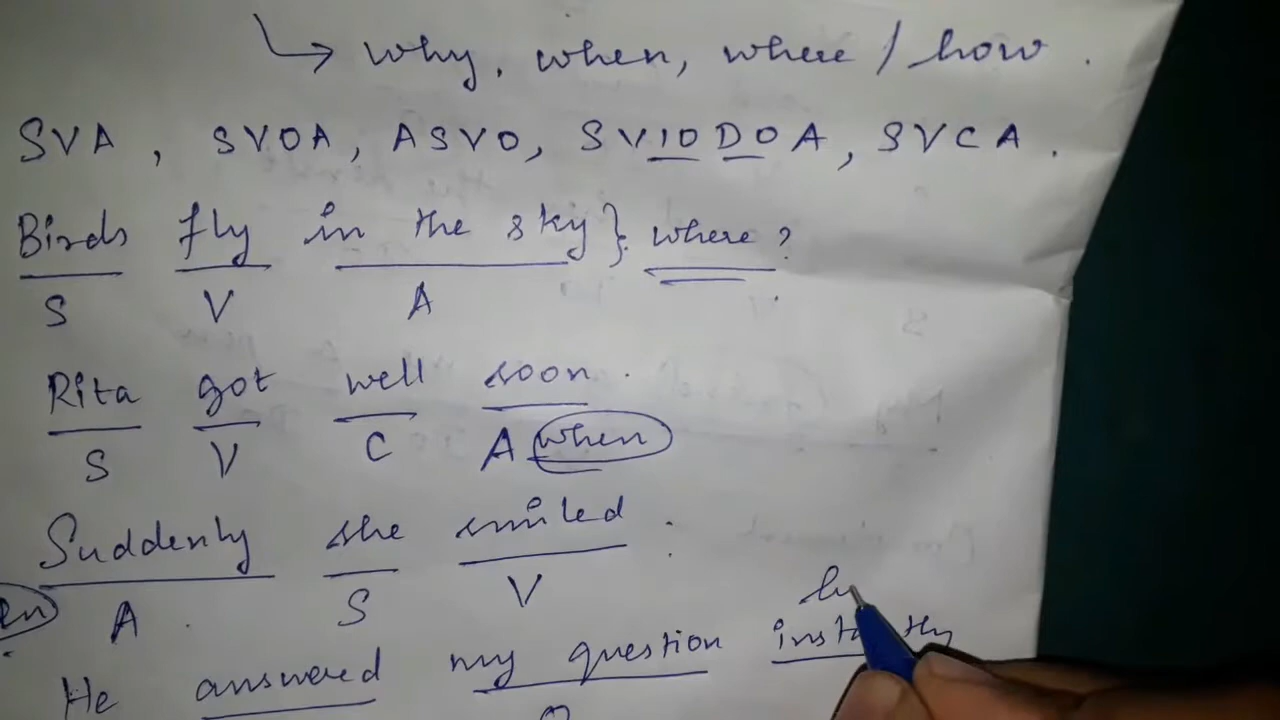 ↳ why, when, where / how.
SVA, SVOA, ASVO, SVIODOA, SVCA.
Birds fly in the sky}. where?
S V A
Rita got well soon.
S V C A when
Suddenly she smiled.
A S V
He answered my question